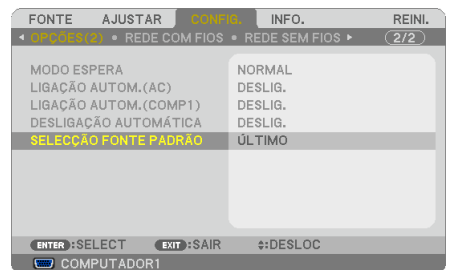 FONTE AJUSTAR CONFIG. INFO. REINI.
OPÇÕES(2) REDE COM FIOS REDE SEM FIOS 2/2
MODO ESPERA NORMAL
LIGAÇÃO AUTOM.(AC) DESLIG.
LIGAÇÃO AUTOM.(COMP1) DESLIG.
DESLIGAÇÃO AUTOMÁTICA DESLIG.
SELECÇÃO FONTE PADRÃO ÚLTIMO
ENTER :SELECT EXIT :SAIR :DESLOC
COMPUTADOR1